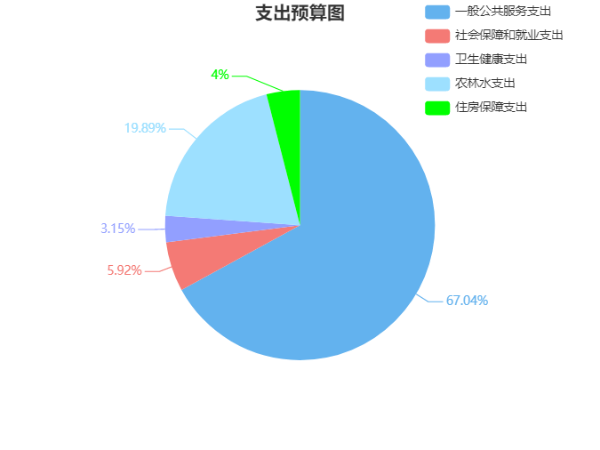 支出预算图
一般公共服务支出
社会保障和就业支出
卫生健康支出
农林水支出
住房保障支出
4%
19.89%
3.15%
5.92%
67.04%